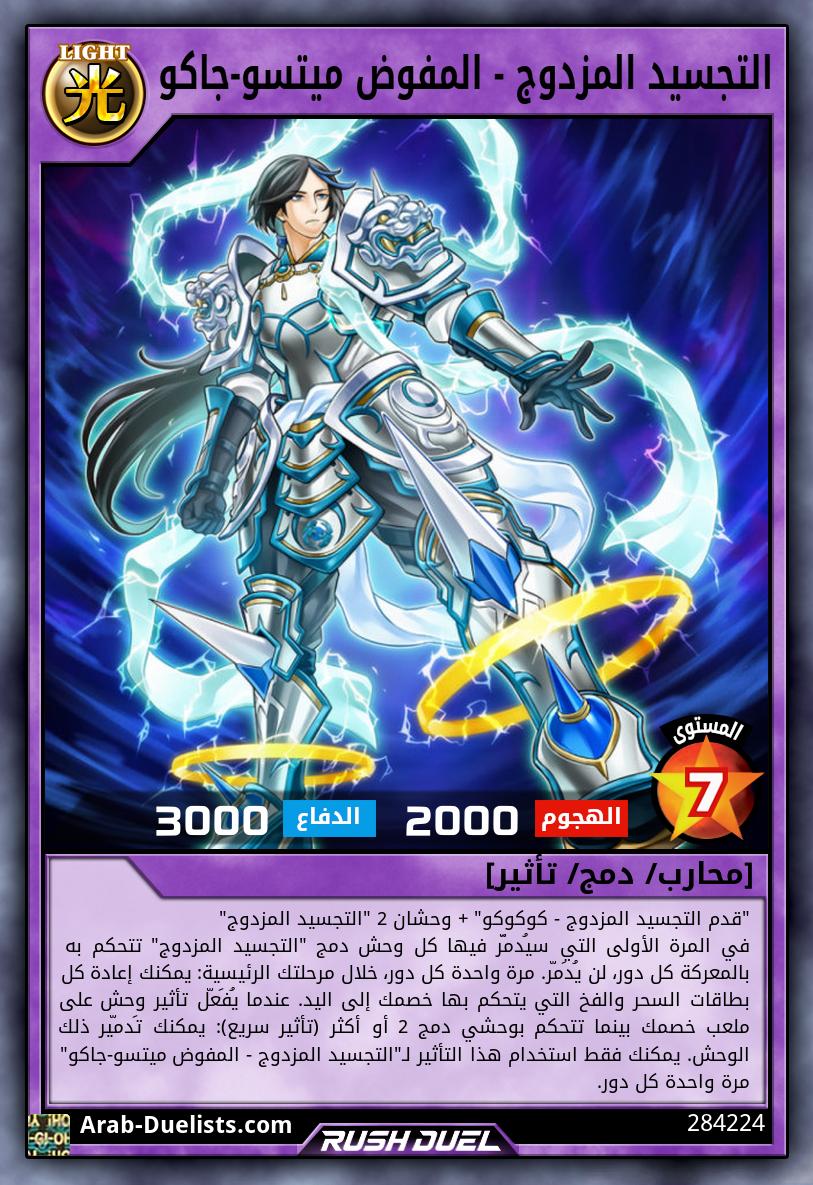 LIGHT
光
التجسيد المزدوج - المفوض ميتسو-جاكو
المستوى
7
الهجوم 2000 الدفاع 3000
[محارب/ دمج/ تأثير]
"قدم التجسيد المزدوج - كوكوكو" + وحشان 2 "التجسيد المزدوج"
في المرة الأولى التي سيُدمّر فيها كل وحش دمج "التجسيد المزدوج" تتحكم به
بالمعركة كل دور، لن يُدمّر. مرة واحدة كل دور، خلال مرحلتك الرئيسية: يمكنك إعادة كل
بطاقات السحر والفخ التي يتحكم بها خصمك إلى اليد. عندما يُفعّل تأثير وحش على
ملعب خصمك بينما تتحكم بوحشي دمج 2 أو أكثر (تأثير سريع): يمكنك تدميّر ذلك
الوحش. يمكنك فقط استخدام هذا التأثير لـ"التجسيد المزدوج - المفوض ميتسو-جاكو"
مرة واحدة كل دور.
Arab-Duelists.com
RUSH DUEL
284224